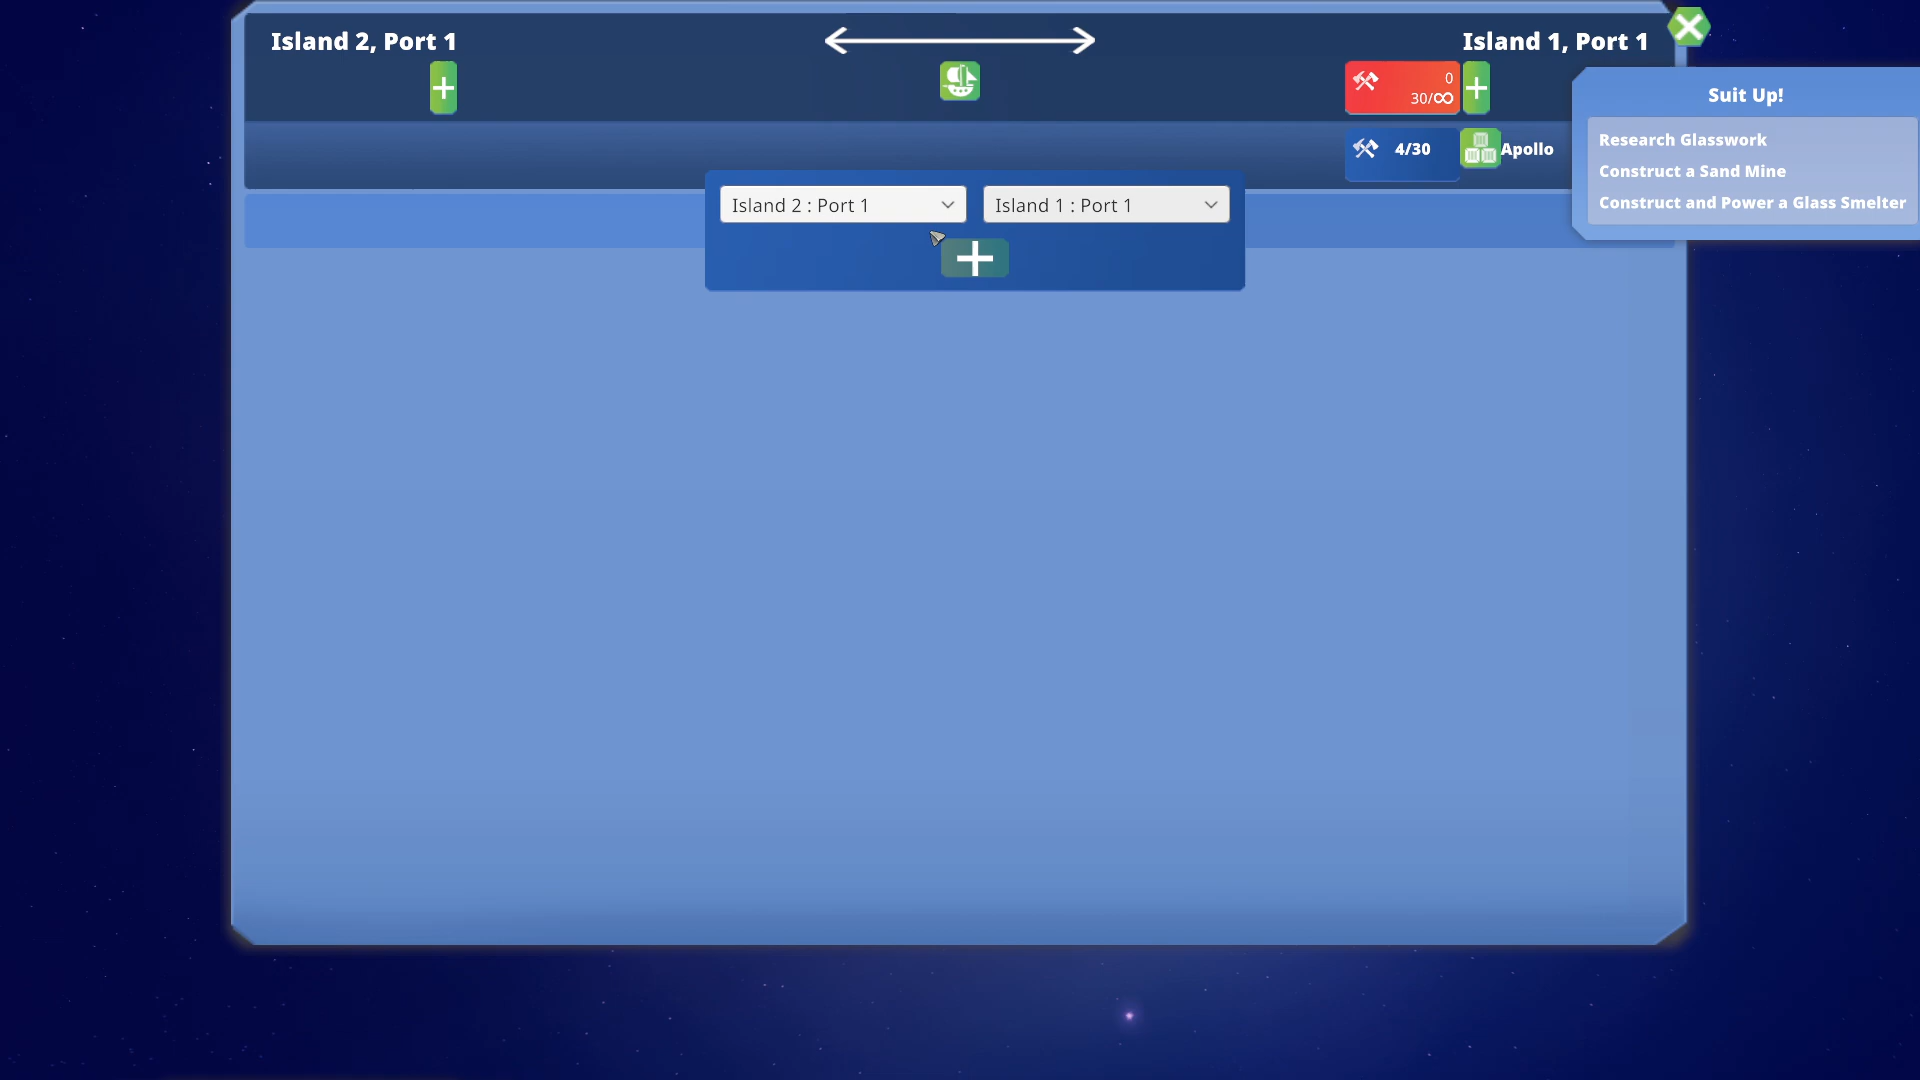 Island 2, Port 1
Island 1, Port 1
0
30/∞
Suit Up!
Research Glasswork
Construct a Sand Mine
Construct and Power a Glass Smelter
4/30
Apollo
Island 2 : Port 1
Island 1 : Port 1